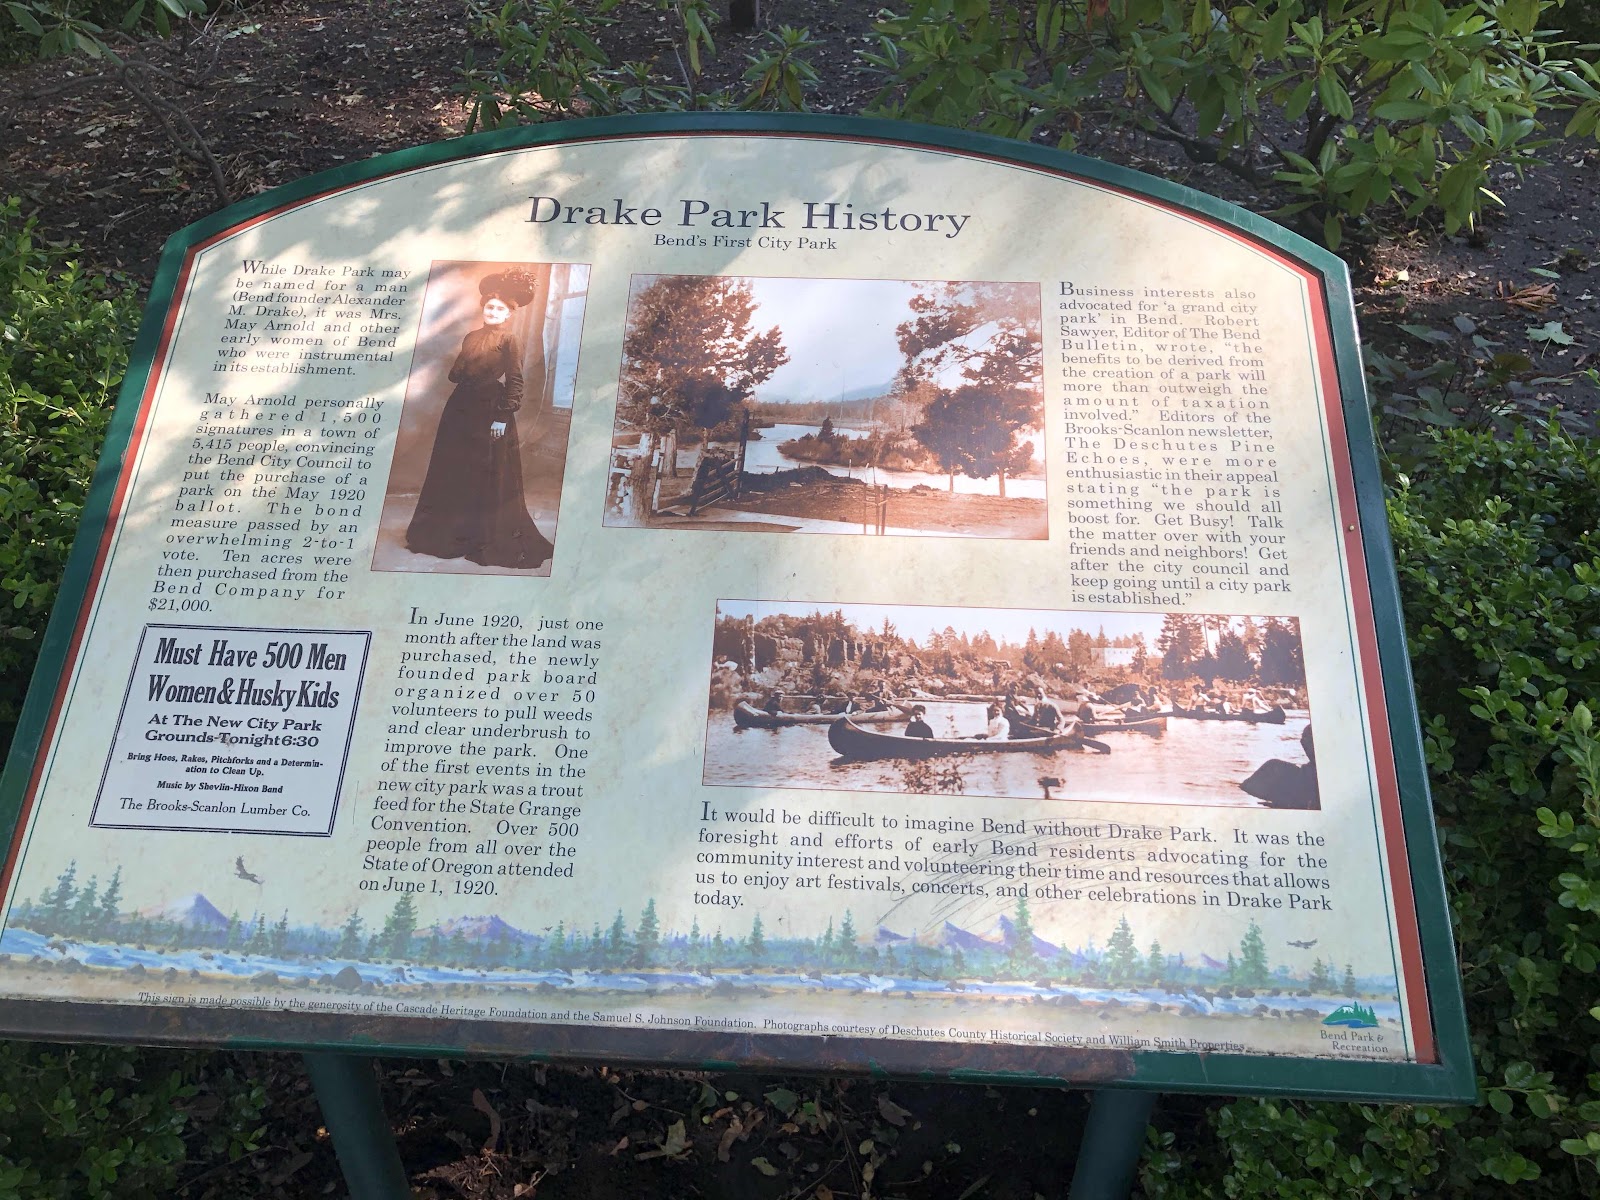 Drake Park History
Bend's First City Park
While Drake Park may
be named for a man
(Bend founder Alexander
M. Drake), it was Mrs.
May Arnold and other
early women of Bend
who were instrumental
in its establishment.
May Arnold personally
gathered 1,500
signatures in a town of
5,415 people, convincing
the Bend City Council to
put the purchase of a
park on the May 1920
ballot. The bond
measure passed by an
overwhelming 2-to-1
vote. Ten acres were
then purchased from the
Bend Company for
$21,000.
Must Have 500 Men
Women & Husky Kids
At The New City Park
Grounds-Tonight 6:30
Bring Hoes, Rakes, Pitchforks and a Determin-
ation to Clean Up.
Music by Shevlin-Hixon Band
The Brooks-Scanlon Lumber Co.
In June 1920, just one
month after the land was
purchased, the newly
founded park board
organized over 50
volunteers to pull weeds
and clear underbrush to
improve the park. One
of the first events in the
new city park was a trout
feed for the State Grange
Convention. Over 500
people from all over the
State of Oregon attended
on June 1, 1920.
Business interests also
advocated for 'a grand city
park' in Bend. Robert
Sawyer, Editor of The Bend
Bulletin, wrote, "the
benefits to be derived from
the creation of a park will
more than outweigh the
amount of taxation
involved." Editors of the
Brooks-Scanlon newsletter,
The Deschutes Pine
Echoes, were more
enthusiastic in their appeal
stating "the park is
something we should all
boost for. Get Busy! Talk
the matter over with your
friends and neighbors! Get
after the city council and
keep going until a city park
is established."
It would be difficult to imagine Bend without Drake Park. It was the
foresight and efforts of early Bend residents advocating for the
community interest and volunteering their time and resources that allows
us to enjoy art festivals, concerts, and other celebrations in Drake Park
today.
This sign is made possible by the generosity of the Cascade Heritage Foundation and the Samuel S. Johnson Foundation. Photographs courtesy of Deschutes County Historical Society and William Smith Properties
Bend Park &
Recreation